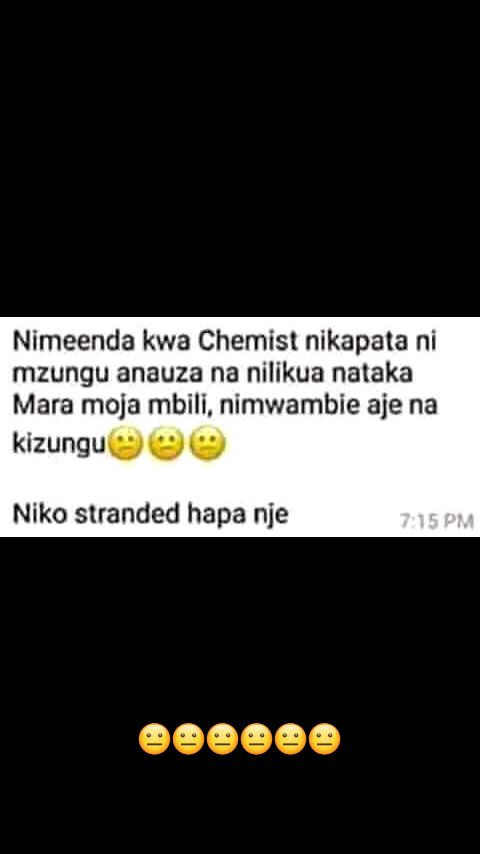 Nimeenda kwa Chemist nikapata ni
mzungu anauza na nilikua nataka
Mara moja mbili, nimwambie aje na
kizungu😕😕😕
Niko stranded hapa nje
7:15 PM
😐😐😐😐😐😐